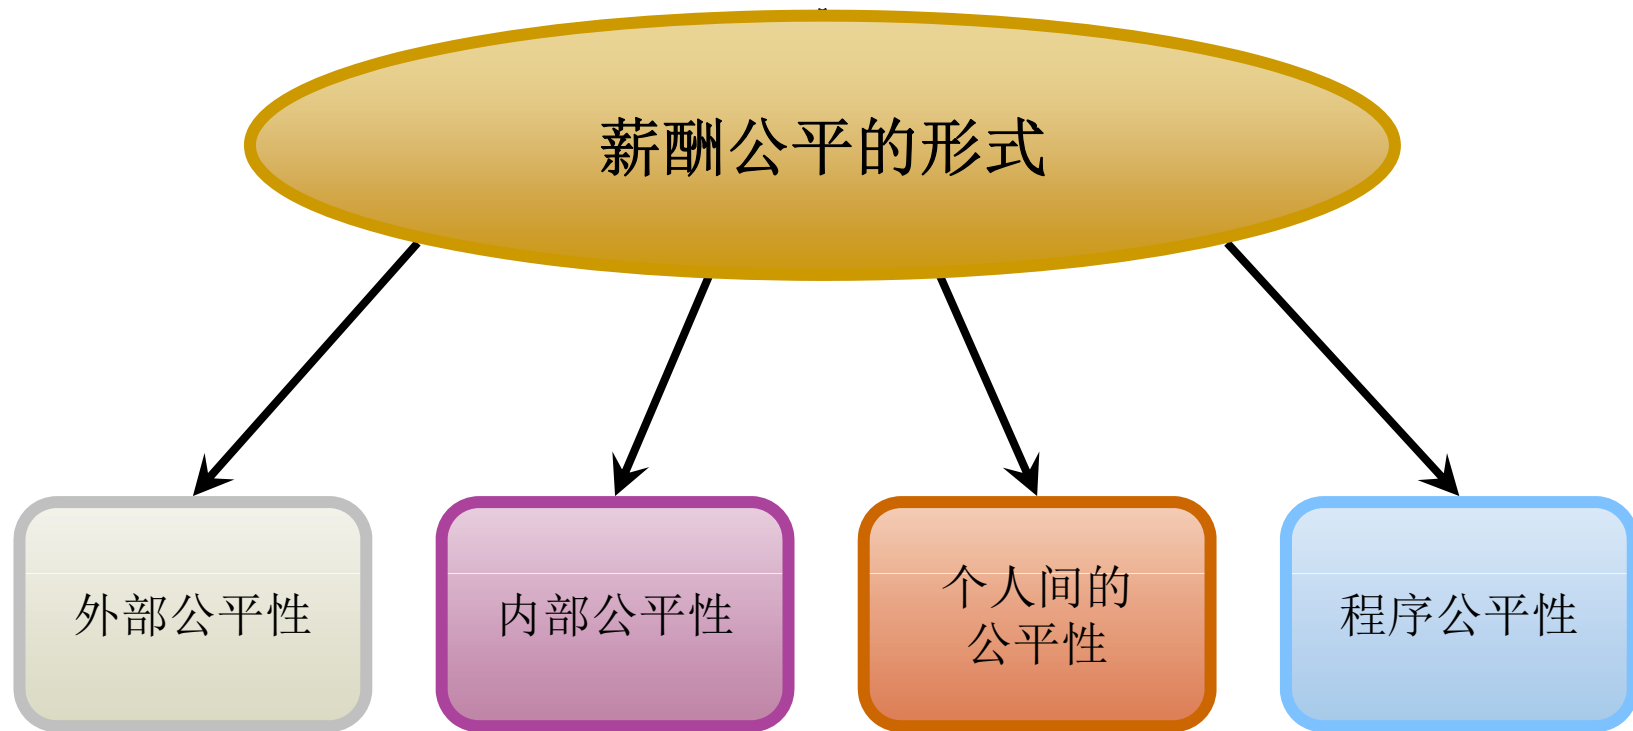 薪酬公平的形式
外部公平性
内部公平性
个人间的
公平性
程序公平性